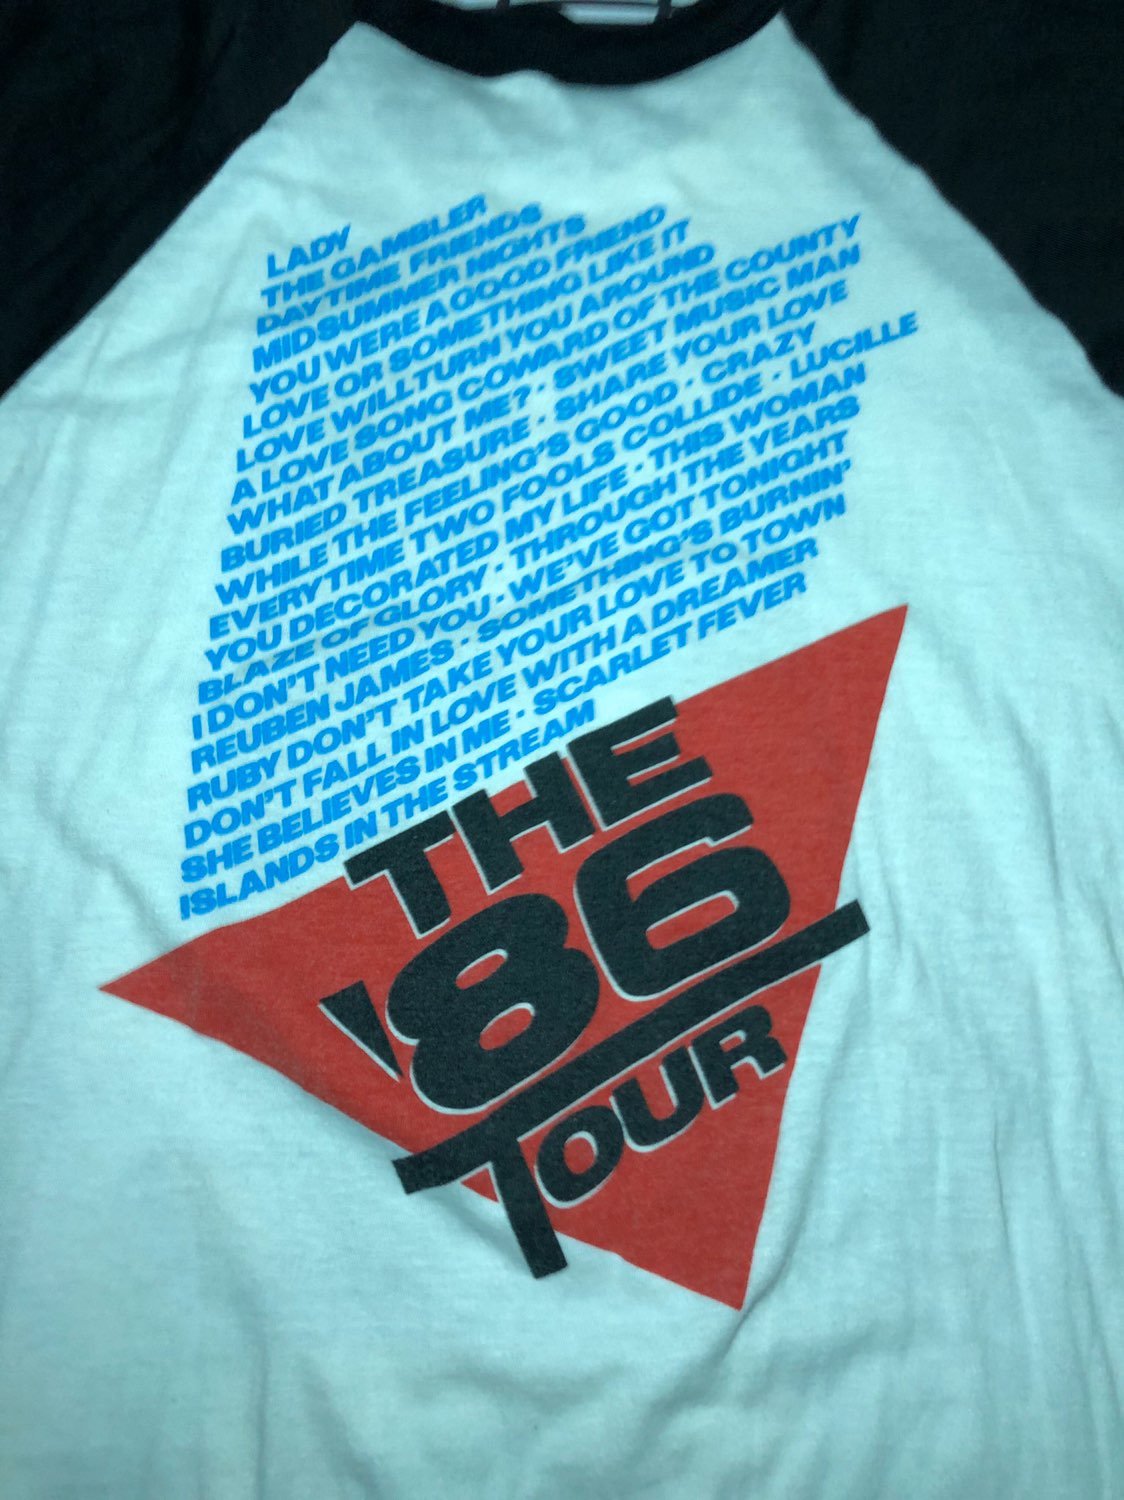 LADY
THE GAMBLER
DAYTIME FRIENDS
MIDSUMMER NIGHTS
YOU WERE A GOOD FRIEND
LOVE OR SOMETHING LIKE IT
LOVE WILL TURN YOU AROUND
A LOVE SONG COWARD OF THE COUNTY
WHAT ABOUT ME? · SWEET MUSIC MAN
BURIED TREASURE · SHARE YOUR LOVE
WHILE THE FEELING'S GOOD · CRAZY
EVERYTIME TWO FOOLS COLLIDE · LUCILLE
YOU DECORATED MY LIFE · THIS WOMAN
BLAZE OF GLORY · THROUGH THE YEARS
I DON'T NEED YOU · WE'VE GOT TONIGHT
REUBEN JAMES · SOMETHING'S BURNIN'
RUBY DON'T TAKE YOUR LOVE TO TOWN
DON'T FALL IN LOVE WITH A DREAMER
SHE BELIEVES IN ME · SCARLET FEVER
ISLANDS IN THE STREAM
THE
'86
TOUR